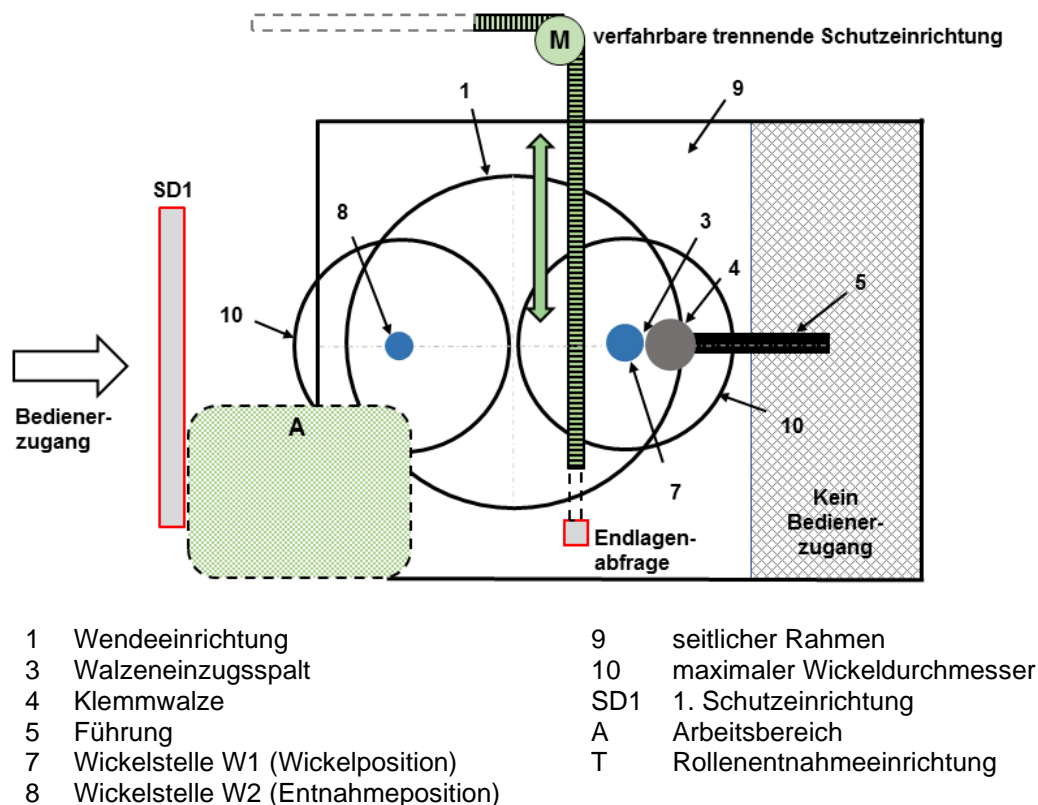 M verfahrbare trennende Schutzeinrichtung
1
9
SD1
8
3
4
5
10
Bediener-
zugang
A
7
10
Kein
Bediener-
zugang
Endlagen-
abfrage
1 Wendeeinrichtung
3 Walzeneinzugsspalt
4 Klemmwalze
5 Führung
7 Wickelstelle W1 (Wickelposition)
8 Wickelstelle W2 (Entnahmeposition)
9 seitlicher Rahmen
10 maximaler Wickeldurchmesser
SD1 1. Schutzeinrichtung
A Arbeitsbereich
T Rollenentnahmeeinrichtung